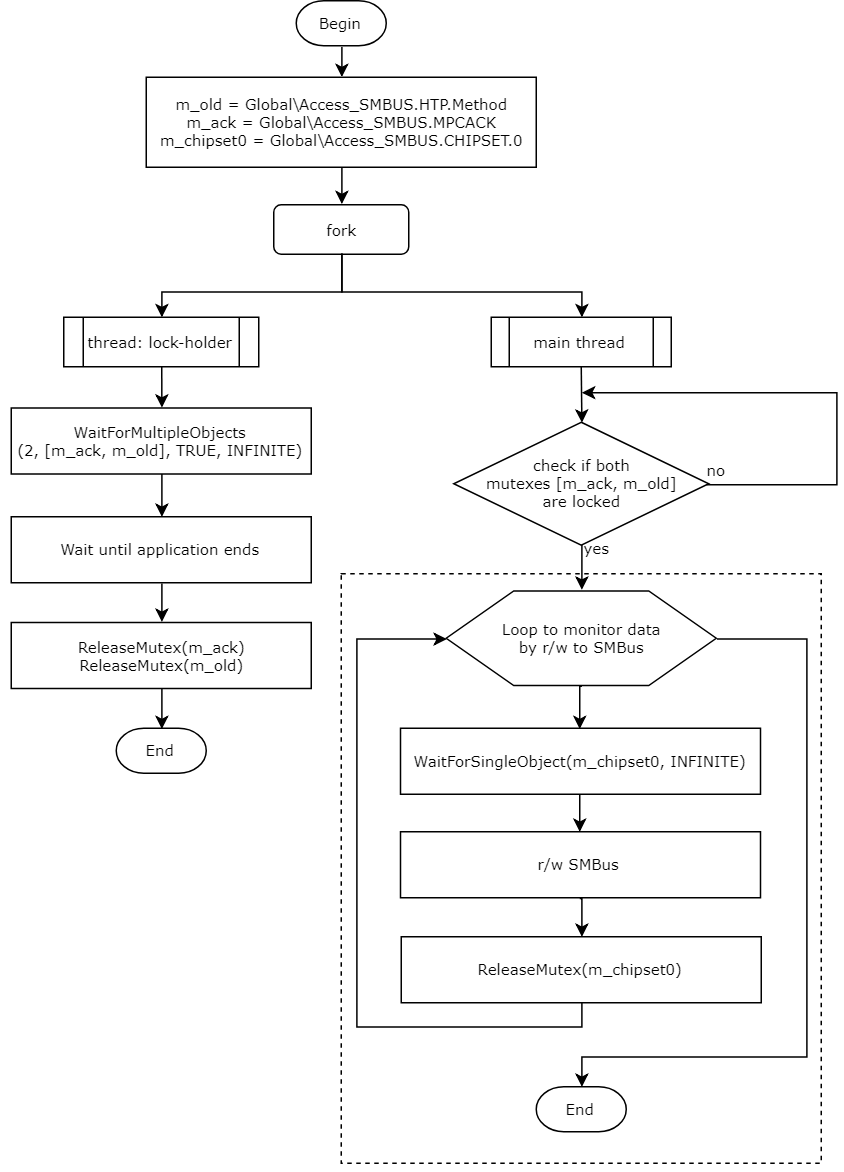 Begin
m_old = Global\Access_SMBUS.HTP.Method
m_ack = Global\Access_SMBUS.MPCACK
m_chipset0 = Global\Access_SMBUS.CHIPSET.0
fork
thread: lock-holder
WaitForMultipleObjects
(2, [m_ack, m_old], TRUE, INFINITE)
Wait until application ends
ReleaseMutex(m_ack)
ReleaseMutex(m_old)
End
main thread
check if both
mutexes [m_ack, m_old]
are locked
no
yes
Loop to monitor data
by r/w to SMBus
WaitForSingleObject(m_chipset0, INFINITE)
r/w SMBus
ReleaseMutex(m_chipset0)
End